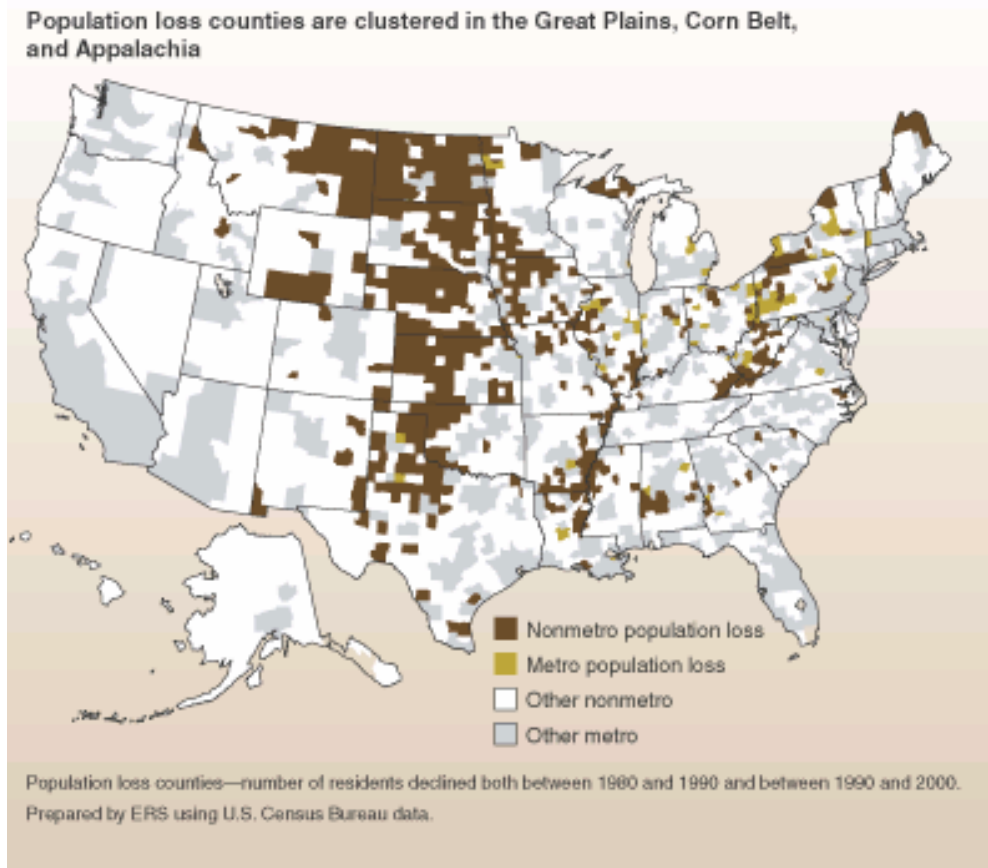 Population loss counties are clustered in the Great Plains, Corn Belt,
and Appalachia
Nonmetro population loss
Metro population loss
Other nonmetro
Other metro
Population loss counties—number of residents declined both between 1980 and 1990 and between 1990 and 2000.
Prepared by ERS using U.S. Census Bureau data.